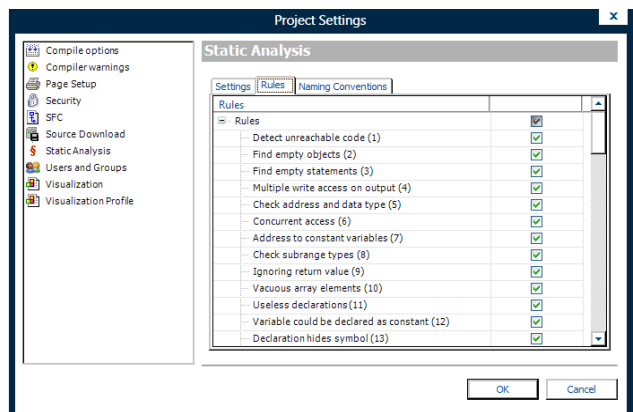 Project Settings
x
Compile options
Compiler warnings
Page Setup
Security
SFC
Source Download
Static Analysis
Users and Groups
Visualization
Visualization Profile
Static Analysis
Settings Rules Naming Conventions
Rules
Rules
Detect unreachable code (1)
Find empty objects (2)
Find empty statements (3)
Multiple write access on output (4)
Check address and data type (5)
Concurrent access (6)
Address to constant variables (7)
Check subrange types (8)
Ignoring return value (9)
Vacuous array elements (10)
Useless declarations (11)
Variable could be declared as constant (12)
Declaration hides symbol (13)
OK Cancel